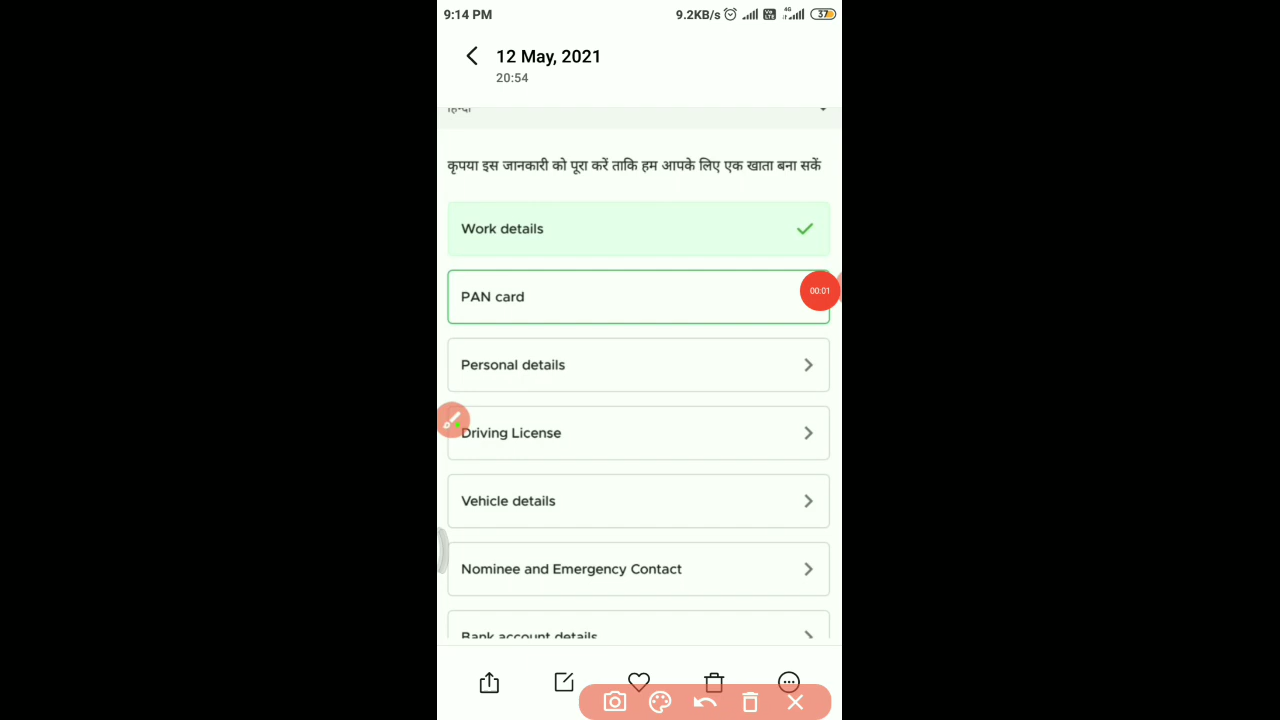 9:14 PM
9.2KB/s
4G
37
12 May, 2021
20:54
हिन्दी
कृपया इस जानकारी को पूरा करें ताकि हम आपके लिए एक खाता बना सकें
Work details
PAN card
00:01
Personal details
Driving License
Vehicle details
Nominee and Emergency Contact
Bank account details